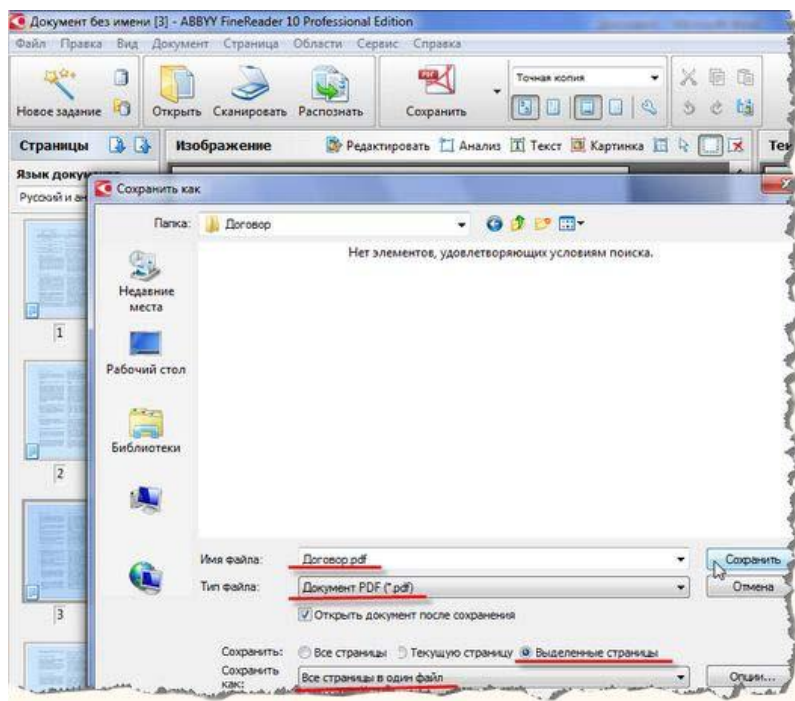 Документ без имени [3] - ABBYY FineReader 10 Professional Edition
Файл Правка Вид Документ Страница Области Сервис Справка
Точная копия
Новое задание Открыть Сканировать Распознать Сохранить
Страницы Изображение Редактировать Анализ Текст Картинка
Язык
Русский и
Сохранить как
Папка: Договор
Нет элементов, удовлетворяющих условиям поиска.
Недавние
места
1
Рабочий стол
Библиотеки
2
Имя файла: Договор.pdf Сохранить
Тип файла: Документ PDF (*.pdf) Отмена
3
Открыть документ после сохранения
Сохранить: Все страницы Текущую страницу Выделенные страницы
Сохранить
как: Все страницы в один файл Опции...